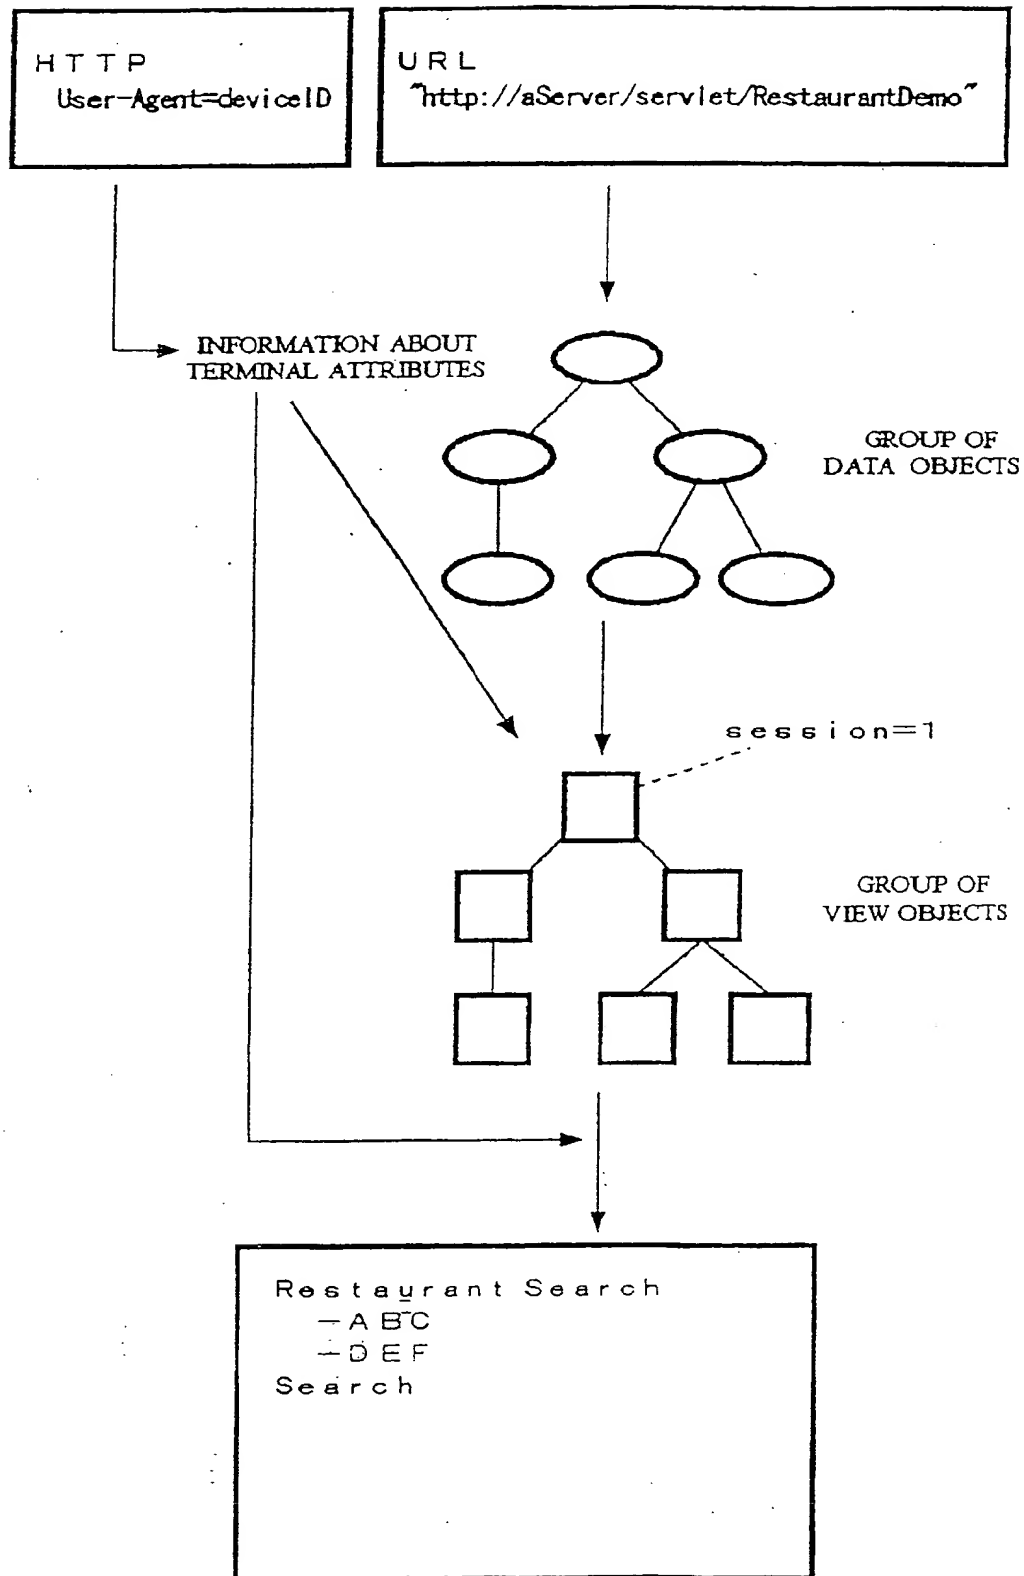 HTTP
User-Agent=deviceID
URL
"http://aServer/servlet/RestaurantDemo"
INFORMATION ABOUT
TERMINAL ATTRIBUTES
GROUP OF
DATA OBJECTS
session=1
GROUP OF
VIEW OBJECTS
Restaurant Search
—ABC
—DEF
Search